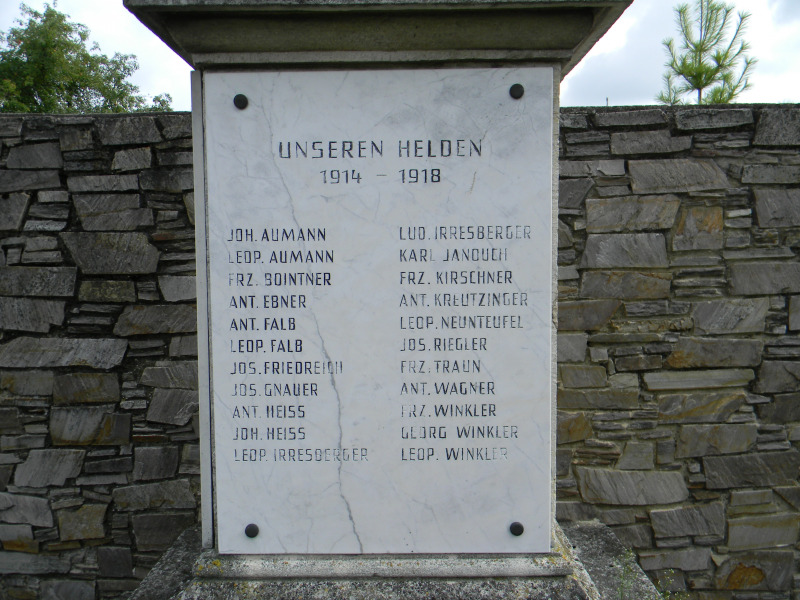 UNSEREN HELDEN
1914 - 1918
JOH. AUMANN
LEOP. AUMANN
FRZ. BOINTNER
ANT. EBNER
ANT. FALB
LEOP. FALB
JOS. FRIEDREICH
JOS. GNAUER
ANT. HEISS
JOH. HEISS
LEOP. IRRESBERGER
LUD. IRRESBERGER
KARL JANOUCH
FRZ. KIRSCHNER
ANT. KREUTZINGER
LEOP. NEUNTEUFEL
JOS. RIEGLER
FRZ. TRAUN
ANT. WAGNER
FRZ. WINKLER
GEORG WINKLER
LEOP. WINKLER